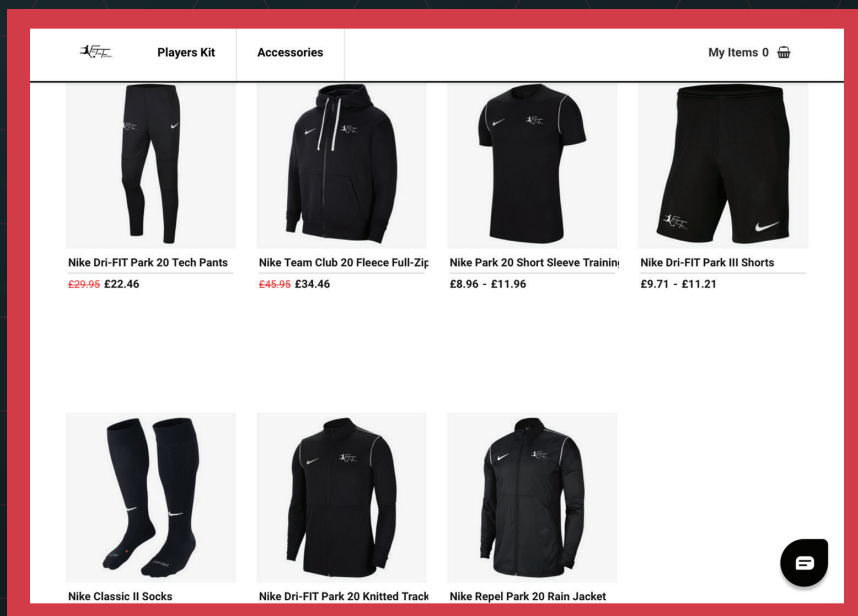 Players Kit
Accessories
My Items 0
Nike Dri-FIT Park 20 Tech Pants
Nike Team Club 20 Fleece Full-Zip
Nike Park 20 Short Sleeve Training
Nike Dri-FIT Park III Shorts
£29.95 £22.46
£45.95 £34.46
£8.96 - £11.96
£9.71 - £11.21
Nike Classic II Socks
Nike Dri-FIT Park 20 Knitted Track
Nike Repel Park 20 Rain Jacket